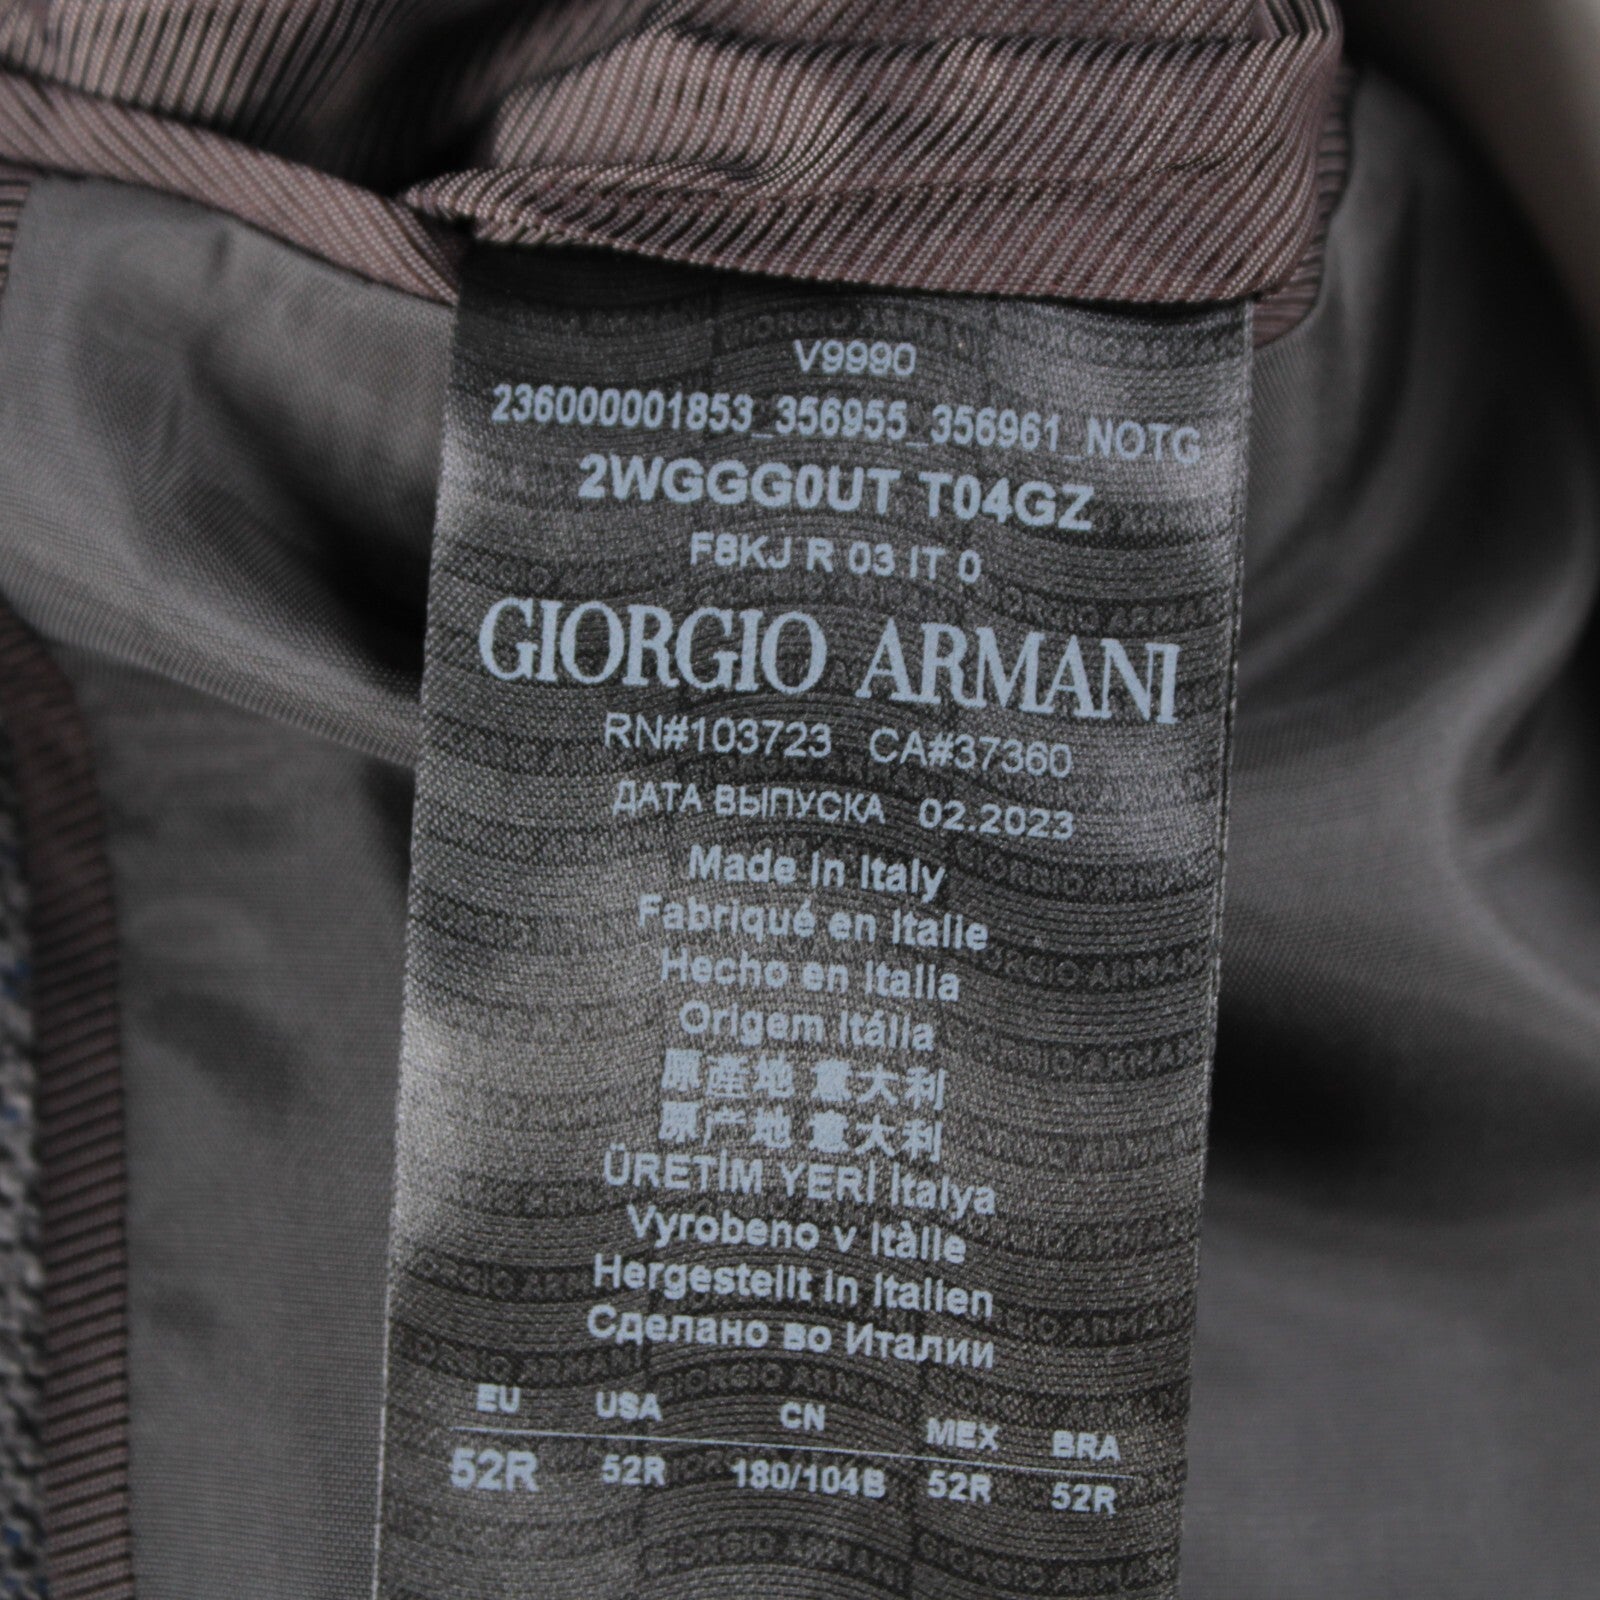 V9990
236000001853_356955_356961_NOTG
2WGGG0UT T04GZ
F8KJ R 03 IT 0
GIORGIO ARMANI
RN#103723 CA#37360
ДАТА ВЫПУСКА 02.2023
Made in Italy
Fabriqué en Italie
Hecho en Italia
Origem Itália
原産地 意大利
原产地 意大利
ÜRETİM YERİ İtalya
Vyrobeno v Itàlie
Hergestellt in Italien
Сделано во Италии
EU USA CN MEX BRA
52R 52R 180/104B 52R 52R